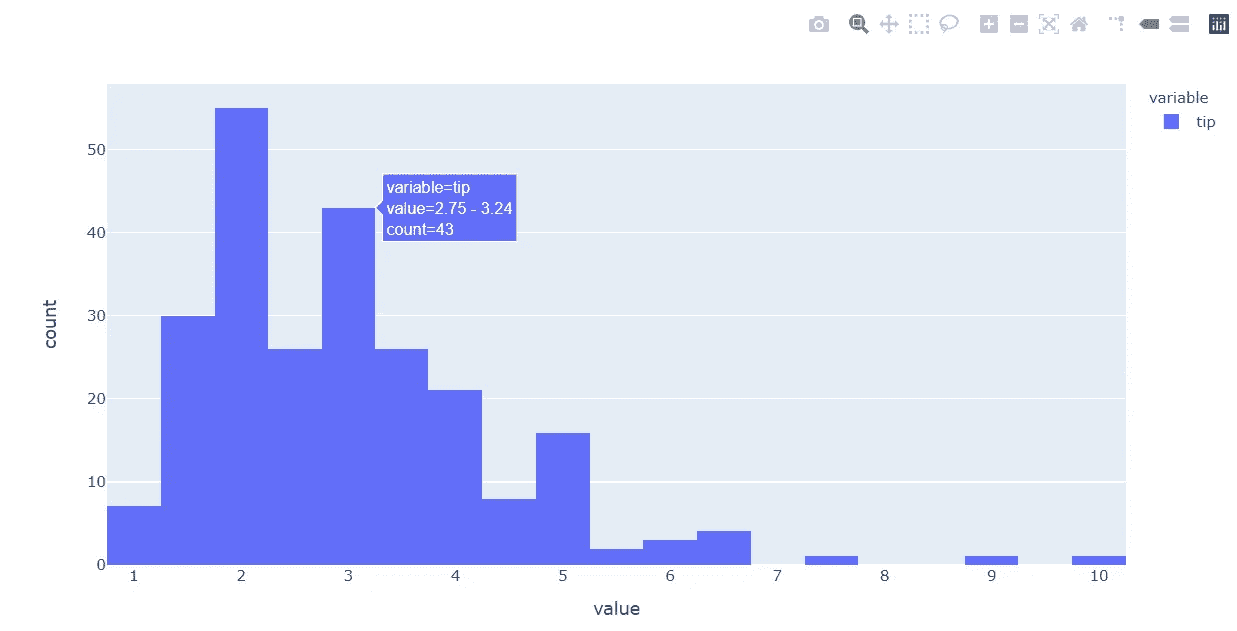 variable
tip
50
40
30
20
10
0
variable=tip
value=2.75 - 3.24
count=43
count
1 2 3 4 5 6 7 8 9 10
value